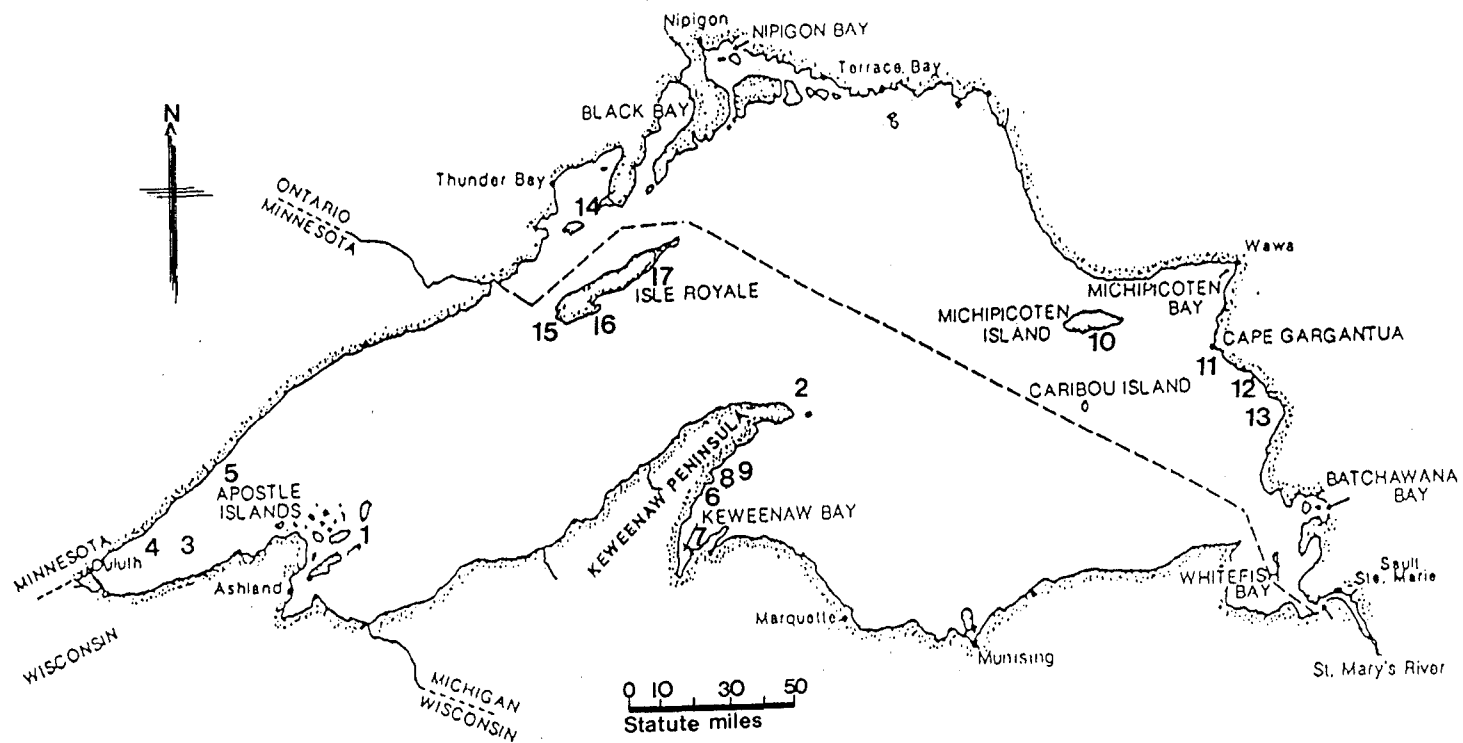 Nipigon
NIPIGON BAY
Terrace Bay
BLACK BAY
8
N
Thunder Bay
ONTARIO
MINNESOTA
14
17
ISLE ROYALE
15
16
Wawa
MICHIPICOTEN
BAY
MICHIPICOTEN
ISLAND
10
CAPE GARGANTUA
11
12
13
CARIBOU ISLAND
2
KEWEENAW PENINSULA
9
8
6
KEWEENAW BAY
7
5
APOSTLE
ISLANDS
1
4
3
MINNESOTA
Duluth
Ashland
WISCONSIN
BATCHAWANA
BAY
Sault
Ste. Marie
WHITEFISH
BAY
Marquette
Munising
St. Mary's River
MICHIGAN
WISCONSIN
0 10 30 50
Statute miles